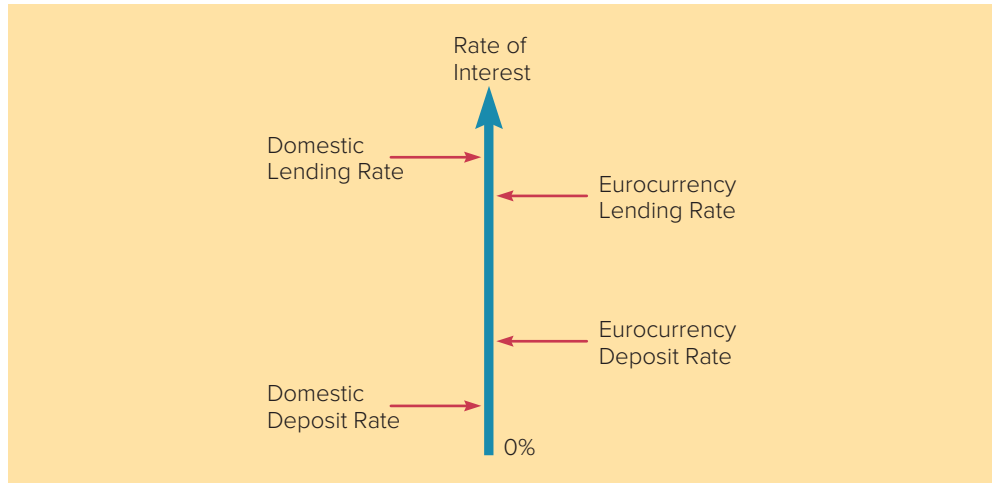 Rate of
Interest
Domestic
Lending Rate
Eurocurrency
Lending Rate
Eurocurrency
Deposit Rate
Domestic
Deposit Rate
0%